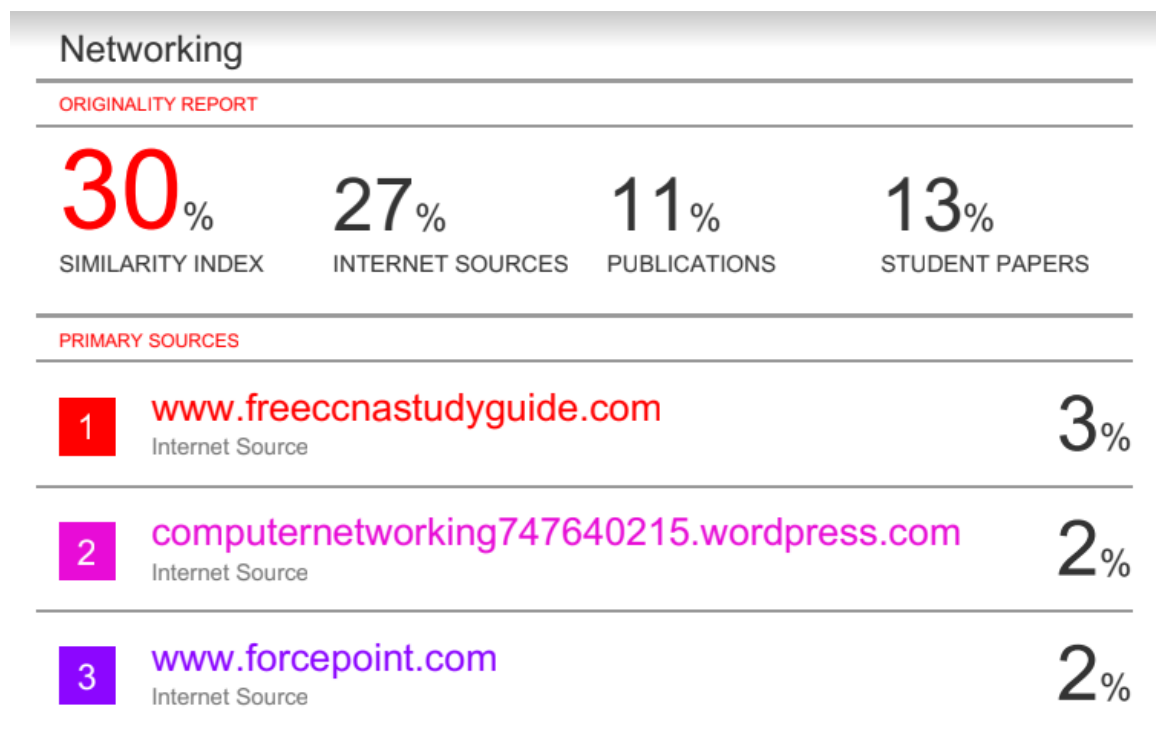 Networking
ORIGINALITY REPORT
30% 27% 11% 13%
SIMILARITY INDEX INTERNET SOURCES PUBLICATIONS STUDENT PAPERS
PRIMARY SOURCES
1 www.freeccnastudyguide.com 3%
Internet Source
2 computernetworking747640215.wordpress.com 2%
Internet Source
3 www.forcepoint.com 2%
Internet Source